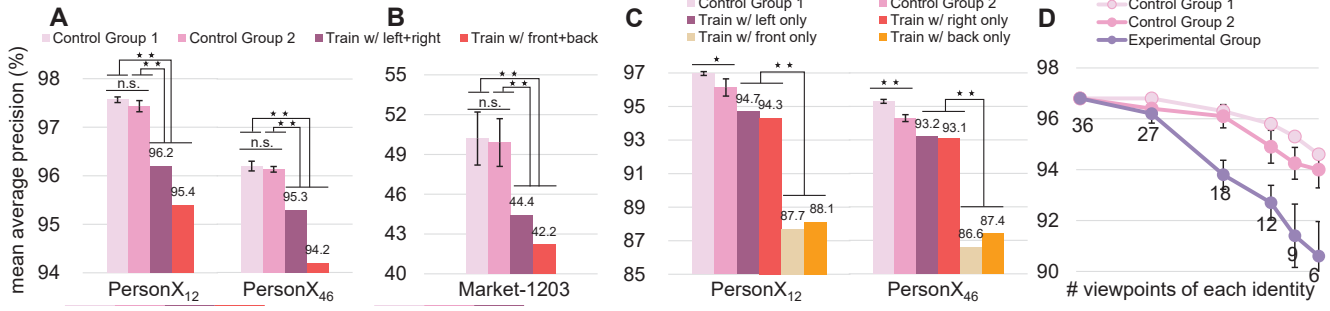 A
B
C
D
Control Group 1
Control Group 2
Train w/ left+right
Train w/ front+back
Control Group 1
Control Group 2
Train w/ left only
Train w/ right only
Train w/ front only
Train w/ back only
Control Group 1
Control Group 2
Experimental Group
mean average precision (%)
98
97
96
95
94
★ ★
★ ★
n.s.
96.2
95.4
★ ★
★ ★
n.s.
95.3
94.2
PersonX12
PersonX46
55
52
49
46
43
40
★ ★
★ ★
n.s.
44.4
42.2
Market-1203
97
95
93
91
89
87
85
★
★ ★
94.7
94.3
87.7
88.1
★ ★
★ ★
93.2
93.1
86.6
87.4
PersonX12
PersonX46
98
96
94
92
90
36
27
18
12
9
6
# viewpoints of each identity